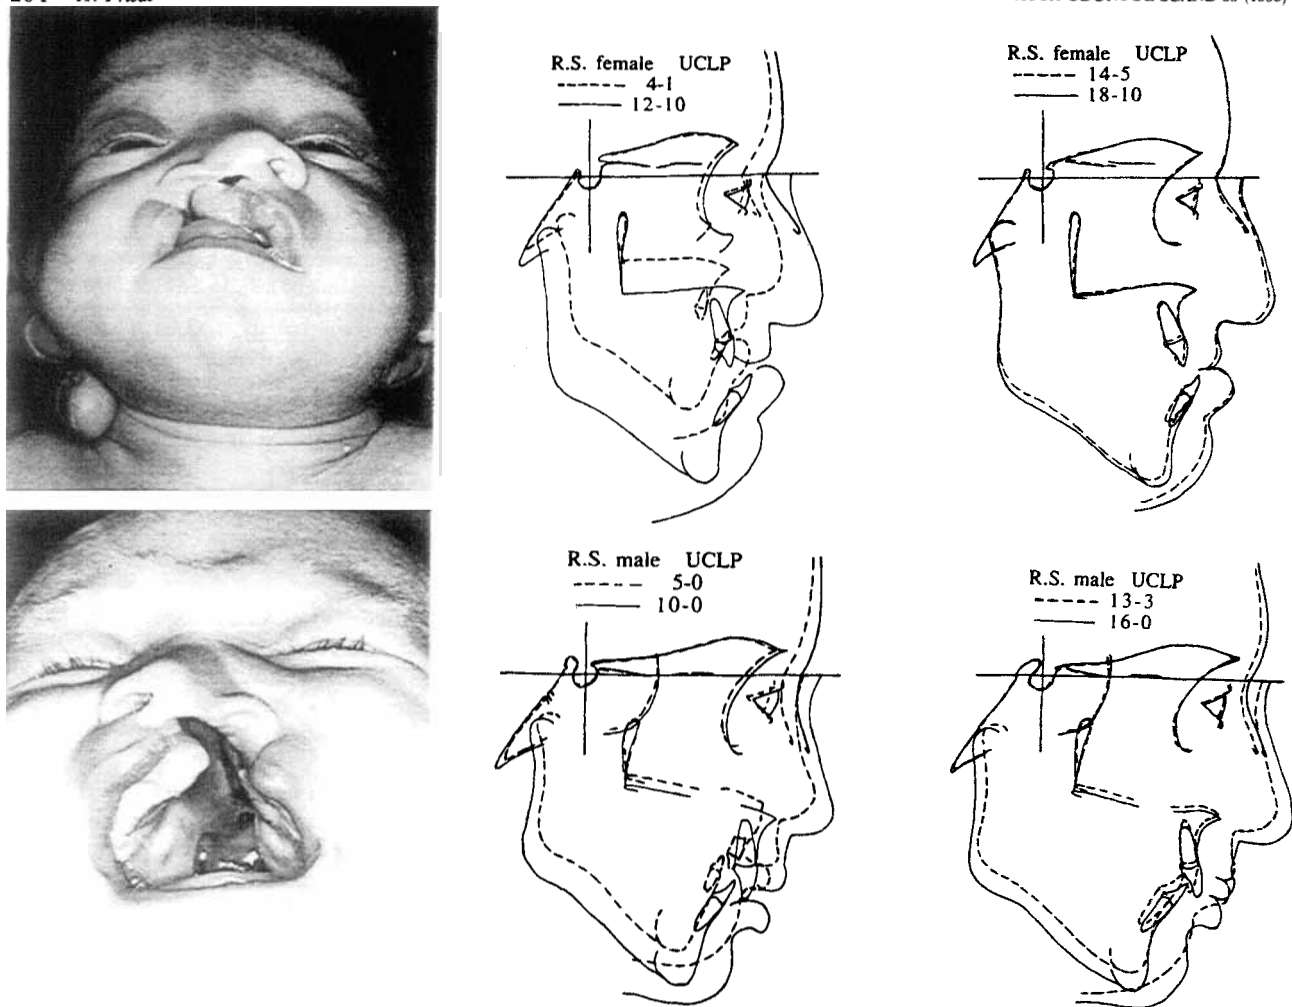 R.S. female UCLP
4-1
12-10
R.S. female UCLP
14-5
18-10
R.S. male UCLP
5-0
10-0
R.S. male UCLP
13-3
16-0